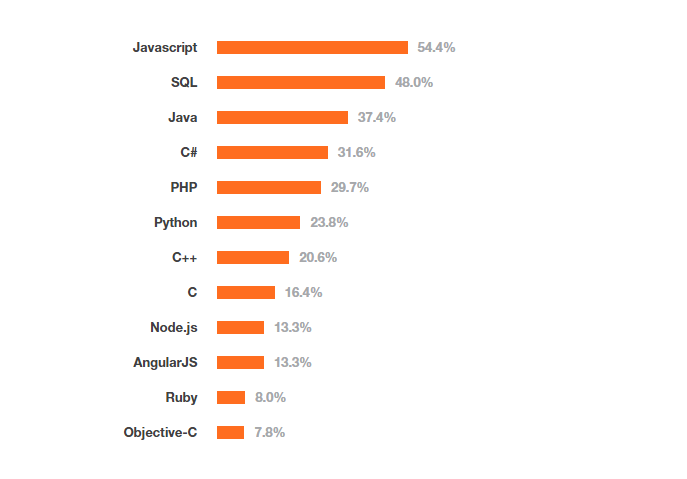 Javascript 54.4%
SQL 48.0%
Java 37.4%
C# 31.6%
PHP 29.7%
Python 23.8%
C++ 20.6%
C 16.4%
Node.js 13.3%
AngularJS 13.3%
Ruby 8.0%
Objective-C 7.8%